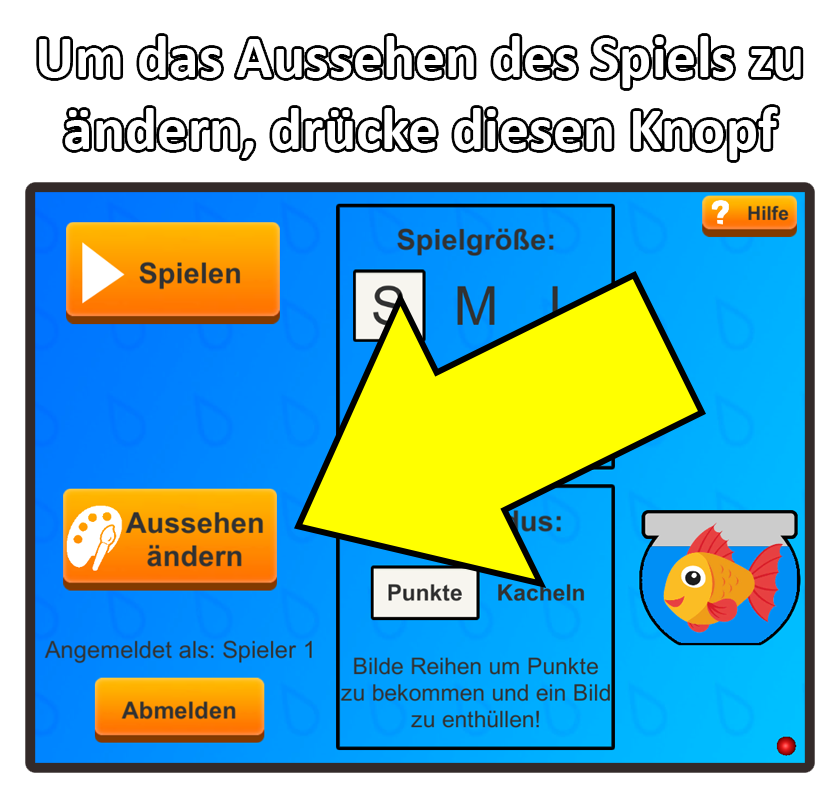 Um das Aussehen des Spiels zu
ändern, drücke diesen Knopf
? Hilfe
Spielen
Spielgröße:
S M
Aussehen
ändern
Punkte Kacheln
Angemeldet als: Spieler 1
Abmelden
Bilde Reihen um Punkte
zu bekommen und ein Bild
zu enthüllen!